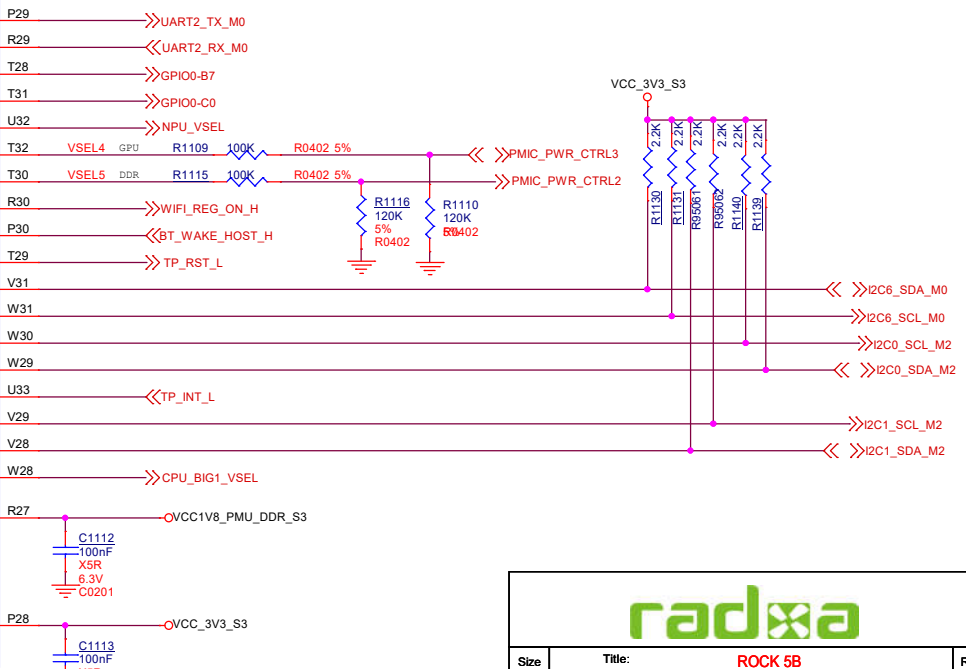 P29 UART2_TX_M0
R29 UART2_RX_M0
T28 GPIO0-B7
T31 GPIO0-C0
U32 NPU_VSEL
VCC_3V3_S3
2.2K 2.2K 2.2K 2.2K 2.2K 2.2K
T32 VSEL4 GPU R1109 100K R0402 5% PMIC_PWR_CTRL3
T30 VSEL5 DDR R1115 100K R0402 5% PMIC_PWR_CTRL2
R1130 R1131 R95061 R95062 R1140 R1139
R1116
120K
5%
R0402
R1110
120K
5%
R0402
R30 WIFI_REG_ON_H
P30 BT_WAKE_HOST_H
T29 TP_RST_L
V31 I2C6_SDA_M0
W31 I2C6_SCL_M0
W30 I2C0_SCL_M2
W29 I2C0_SDA_M2
U33 TP_INT_L
V29 I2C1_SCL_M2
V28 I2C1_SDA_M2
W28 CPU_BIG1_VSEL
R27 VCC1V8_PMU_DDR_S3
C1112
100nF
X5R
6.3V
C0201
P28 VCC_3V3_S3
C1113
100nF
radxa
Size Title: ROCK 5B